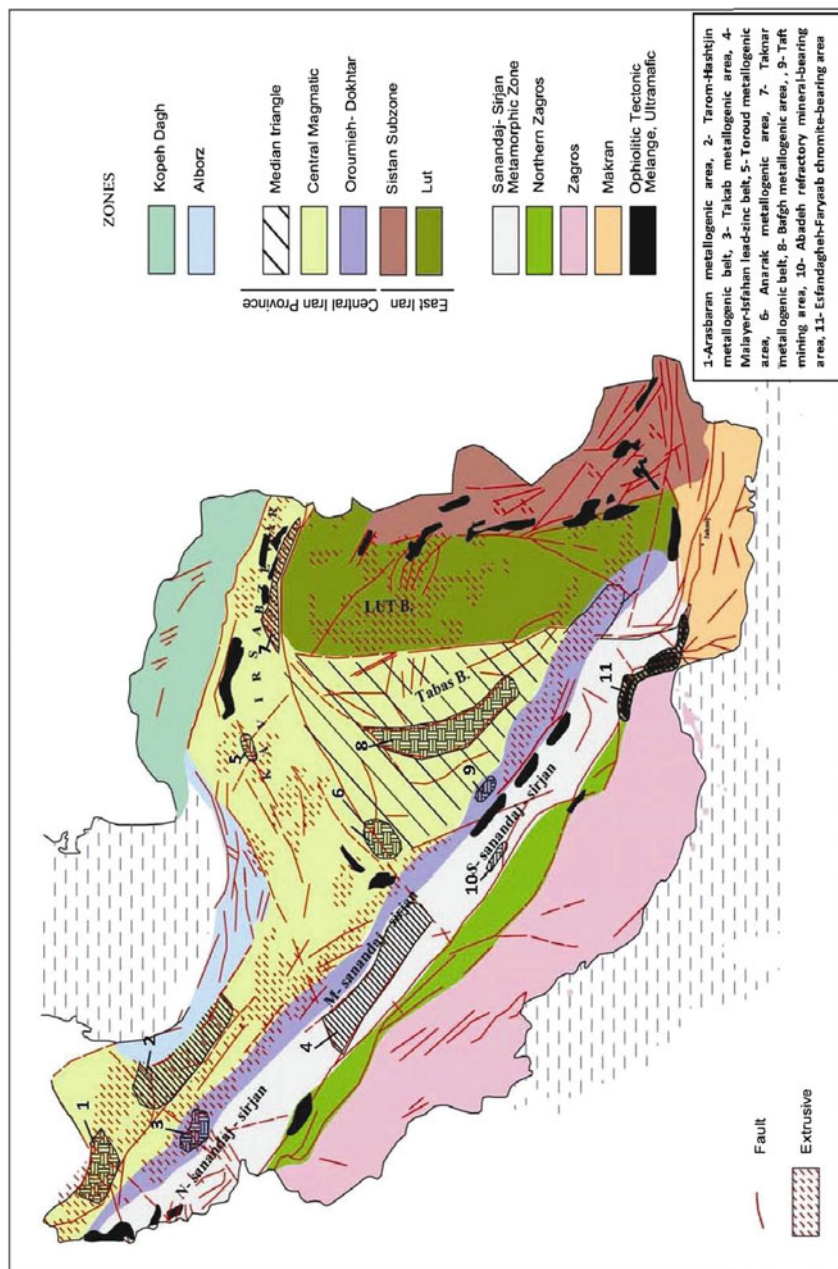 ZONES
Kopeh Dagh
Alborz
Central Iran Province
Median triangle
Central Magmatic
Oroumieh- Dokhtar
East Iran
Sistan Subzone
Lut
Sanandaj- Sirjan
Metamorphic Zone
Northern Zagros
Zagros
Makran
Ophiolitic Tectonic
Melange, Ultramafic
1-Arasbaran metallogenic area, 2- Tarom-Hashtjin
metallogenic belt, 3- Takab metallogenic area, 4-
Malayer-Isfahan lead-zinc belt, 5- Toroud metallogenic
area, 6- Anarak metallogenic area, 7- Taknar
metallogenic belt, 8- Bafgh metallogenic area, , 9- Taft
mining area, 10- Abadeh refractory mineral-bearing
area, 11- Esfandagheh-Faryaab chromite-bearing area
1
2
3
N- sanandaj - sirjan
4
M- sanandaj - sirjan
5
6
7
8
9
10
S- sanandaj - sirjan
11
Tabas B.
LUT B.
Fault
Extrusive